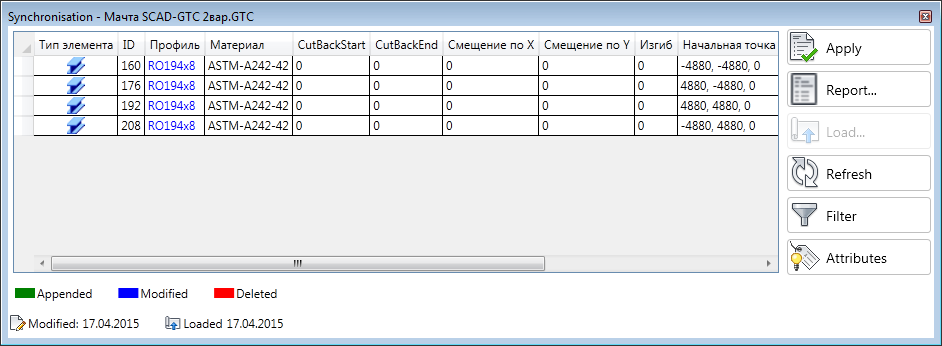 Synchronisation - Мачта SCAD-GTC 2вар.GTC
Тип элемента ID Профиль Материал CutBackStart CutBackEnd Смещение по X Смещение по Y Изгиб Начальная точка
160 RO194x8 ASTM-A242-42 0 0 0 0 0 -4880, -4880, 0
176 RO194x8 ASTM-A242-42 0 0 0 0 0 4880, -4880, 0
192 RO194x8 ASTM-A242-42 0 0 0 0 0 4880, 4880, 0
208 RO194x8 ASTM-A242-42 0 0 0 0 0 -4880, 4880, 0
Apply
Report...
Load...
Refresh
Filter
Attributes
Appended Modified Deleted
Modified: 17.04.2015 Loaded 17.04.2015